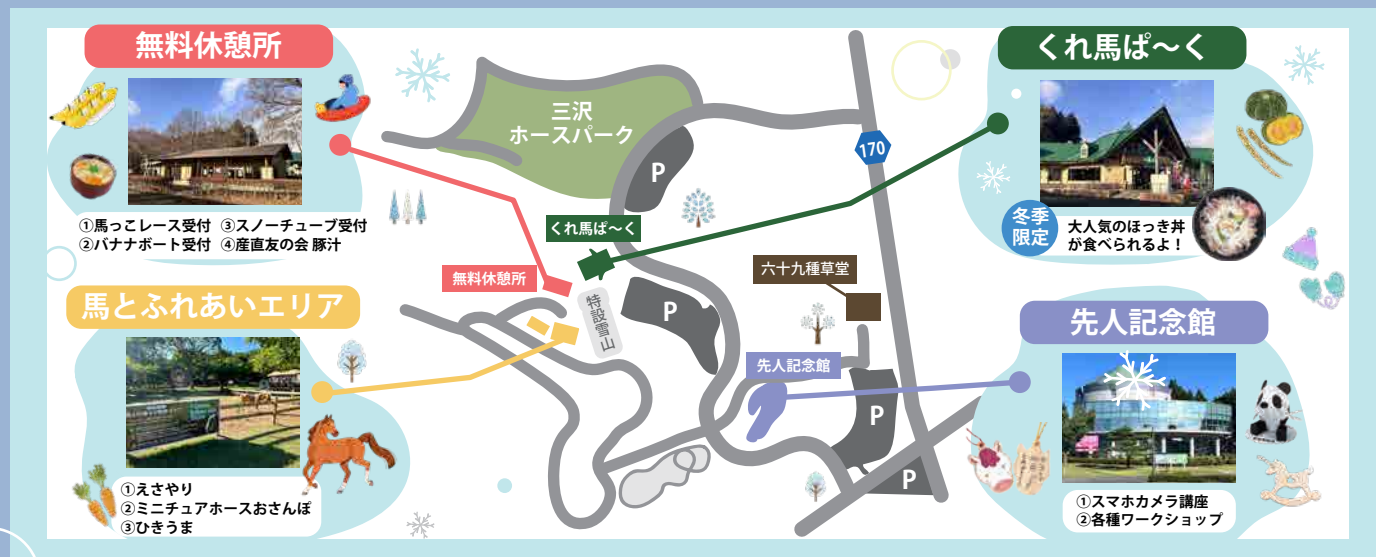 無料休憩所
①馬っこレース受付 ③スノーチューブ受付
②バナナボート受付 ④産直友の会 豚汁
馬とふれあいエリア
①えさやり
②ミニチュアホースおさんぽ
③ひきうま
三沢
ホースパーク
P
170
くれ馬ぱ～く
無料休憩所
特設雪山
P
六十九種草堂
先人記念館
P
P
くれ馬ぱ～く
冬季
限定
大人気のほっき丼
が食べられるよ！
先人記念館
①スマホカメラ講座
②各種ワークショップ